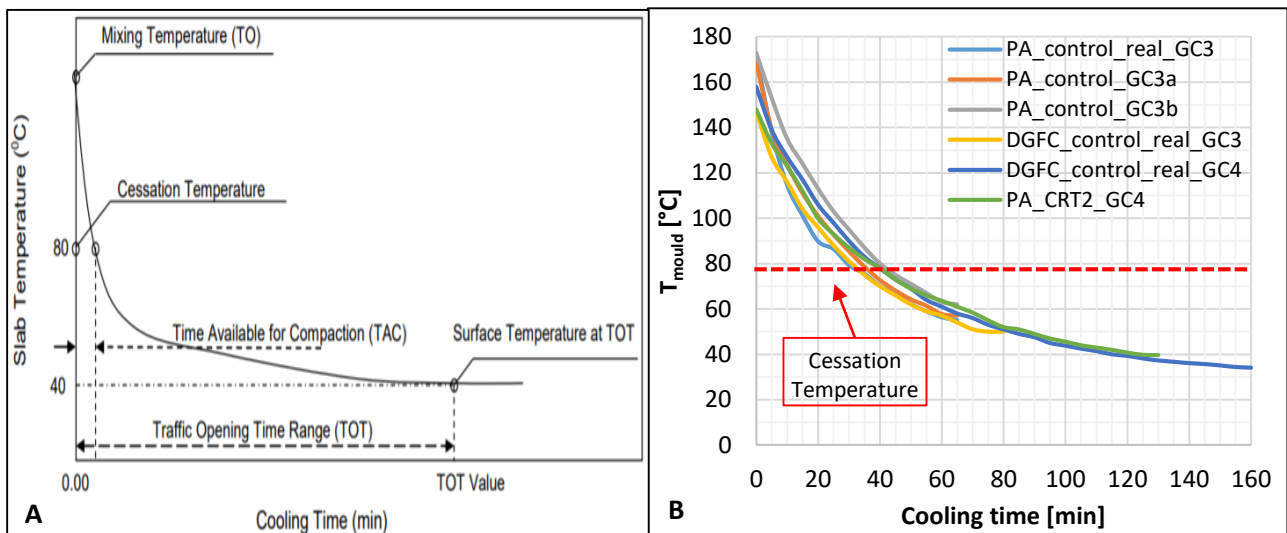 Mixing Temperature (TO)
Cessation Temperature
80
Time Available for Compaction (TAC)
Surface Temperature at TOT
40
Traffic Opening Time Range (TOT)
0.00
TOT Value
Slab Temperature (°C)
Cooling Time (min)
A
B
180
160
140
120
100
80
60
40
20
0
Tmould [°C]
PA_control_real_GC3
PA_control_GC3a
PA_control_GC3b
DGFC_control_real_GC3
DGFC_control_real_GC4
PA_CRT2_GC4
Cessation
Temperature
0 20 40 60 80 100 120 140 160
Cooling time [min]